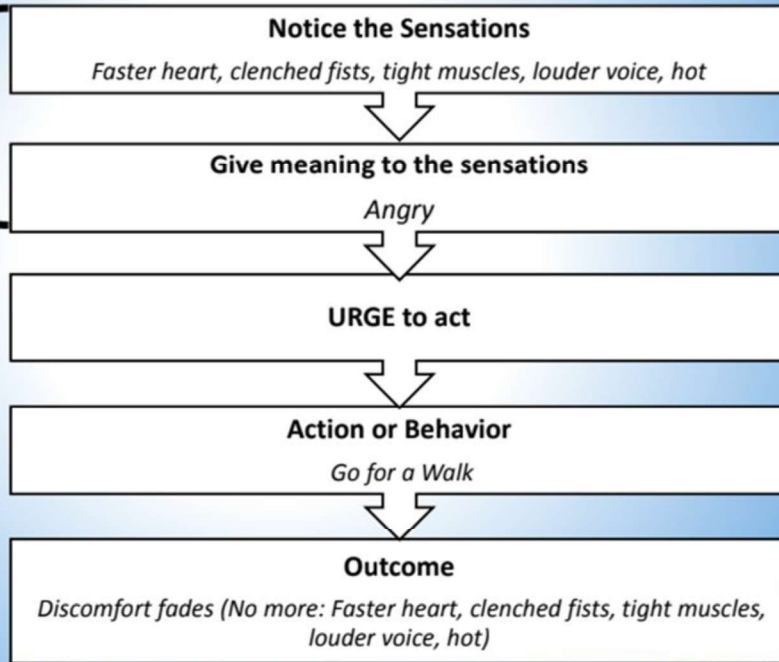 Notice the Sensations
Faster heart, clenched fists, tight muscles, louder voice, hot
Give meaning to the sensations
Angry
URGE to act
Action or Behavior
Go for a Walk
Outcome
Discomfort fades (No more: Faster heart, clenched fists, tight muscles,
louder voice, hot)